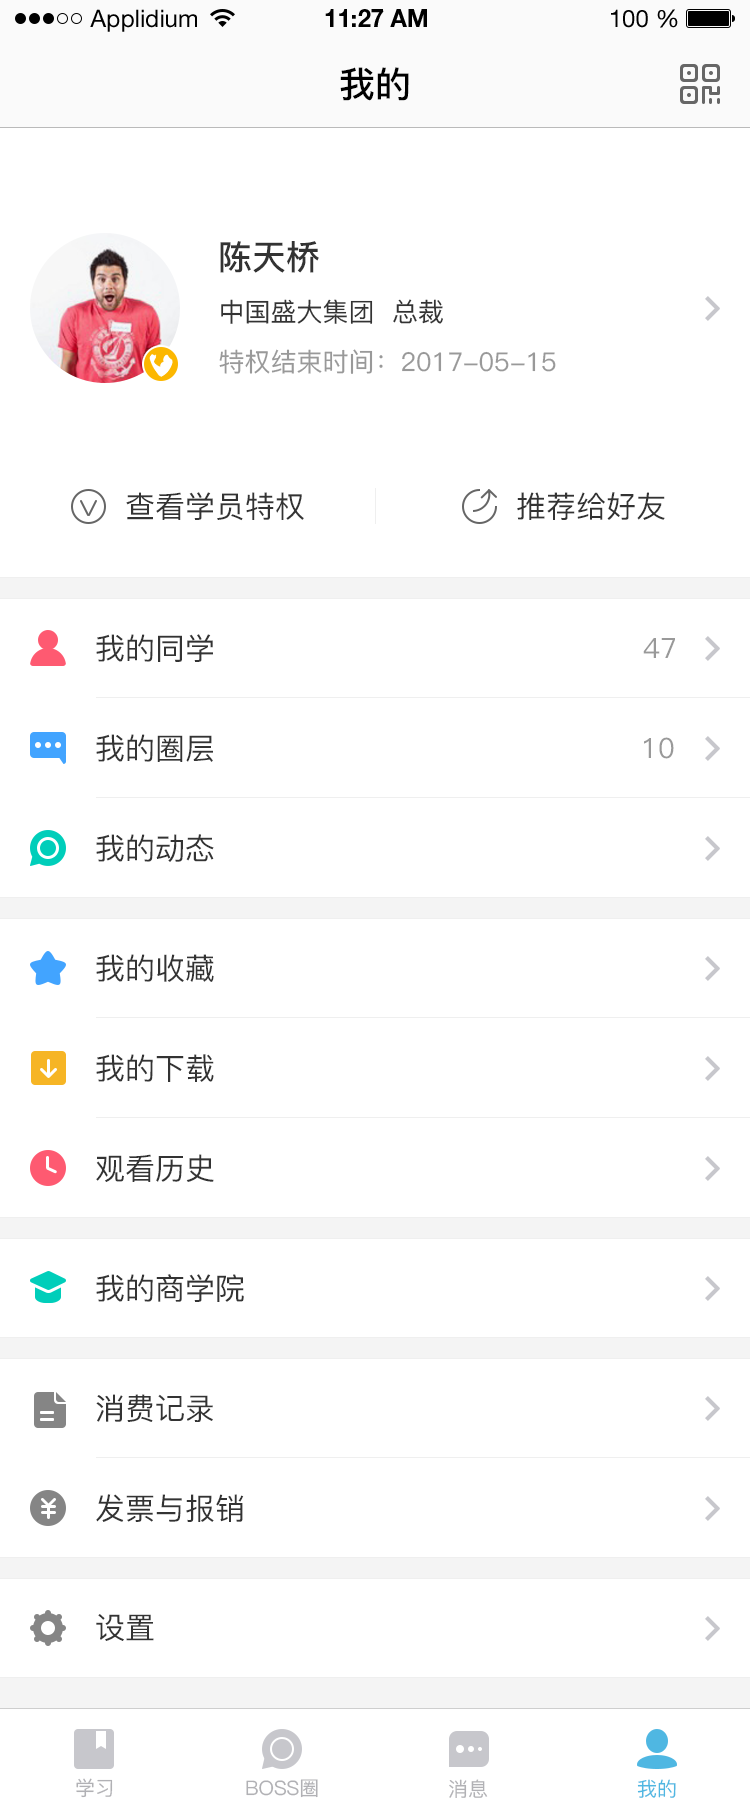 Applidium 11:27 AM 100 %
我的
陈天桥
中国盛大集团 总裁
特权结束时间：2017-05-15
查看学员特权 推荐给好友
我的同学 47
我的圈层 10
我的动态
我的收藏
我的下载
观看历史
我的商学院
消费记录
发票与报销
设置
学习 BOSS圈 消息 我的